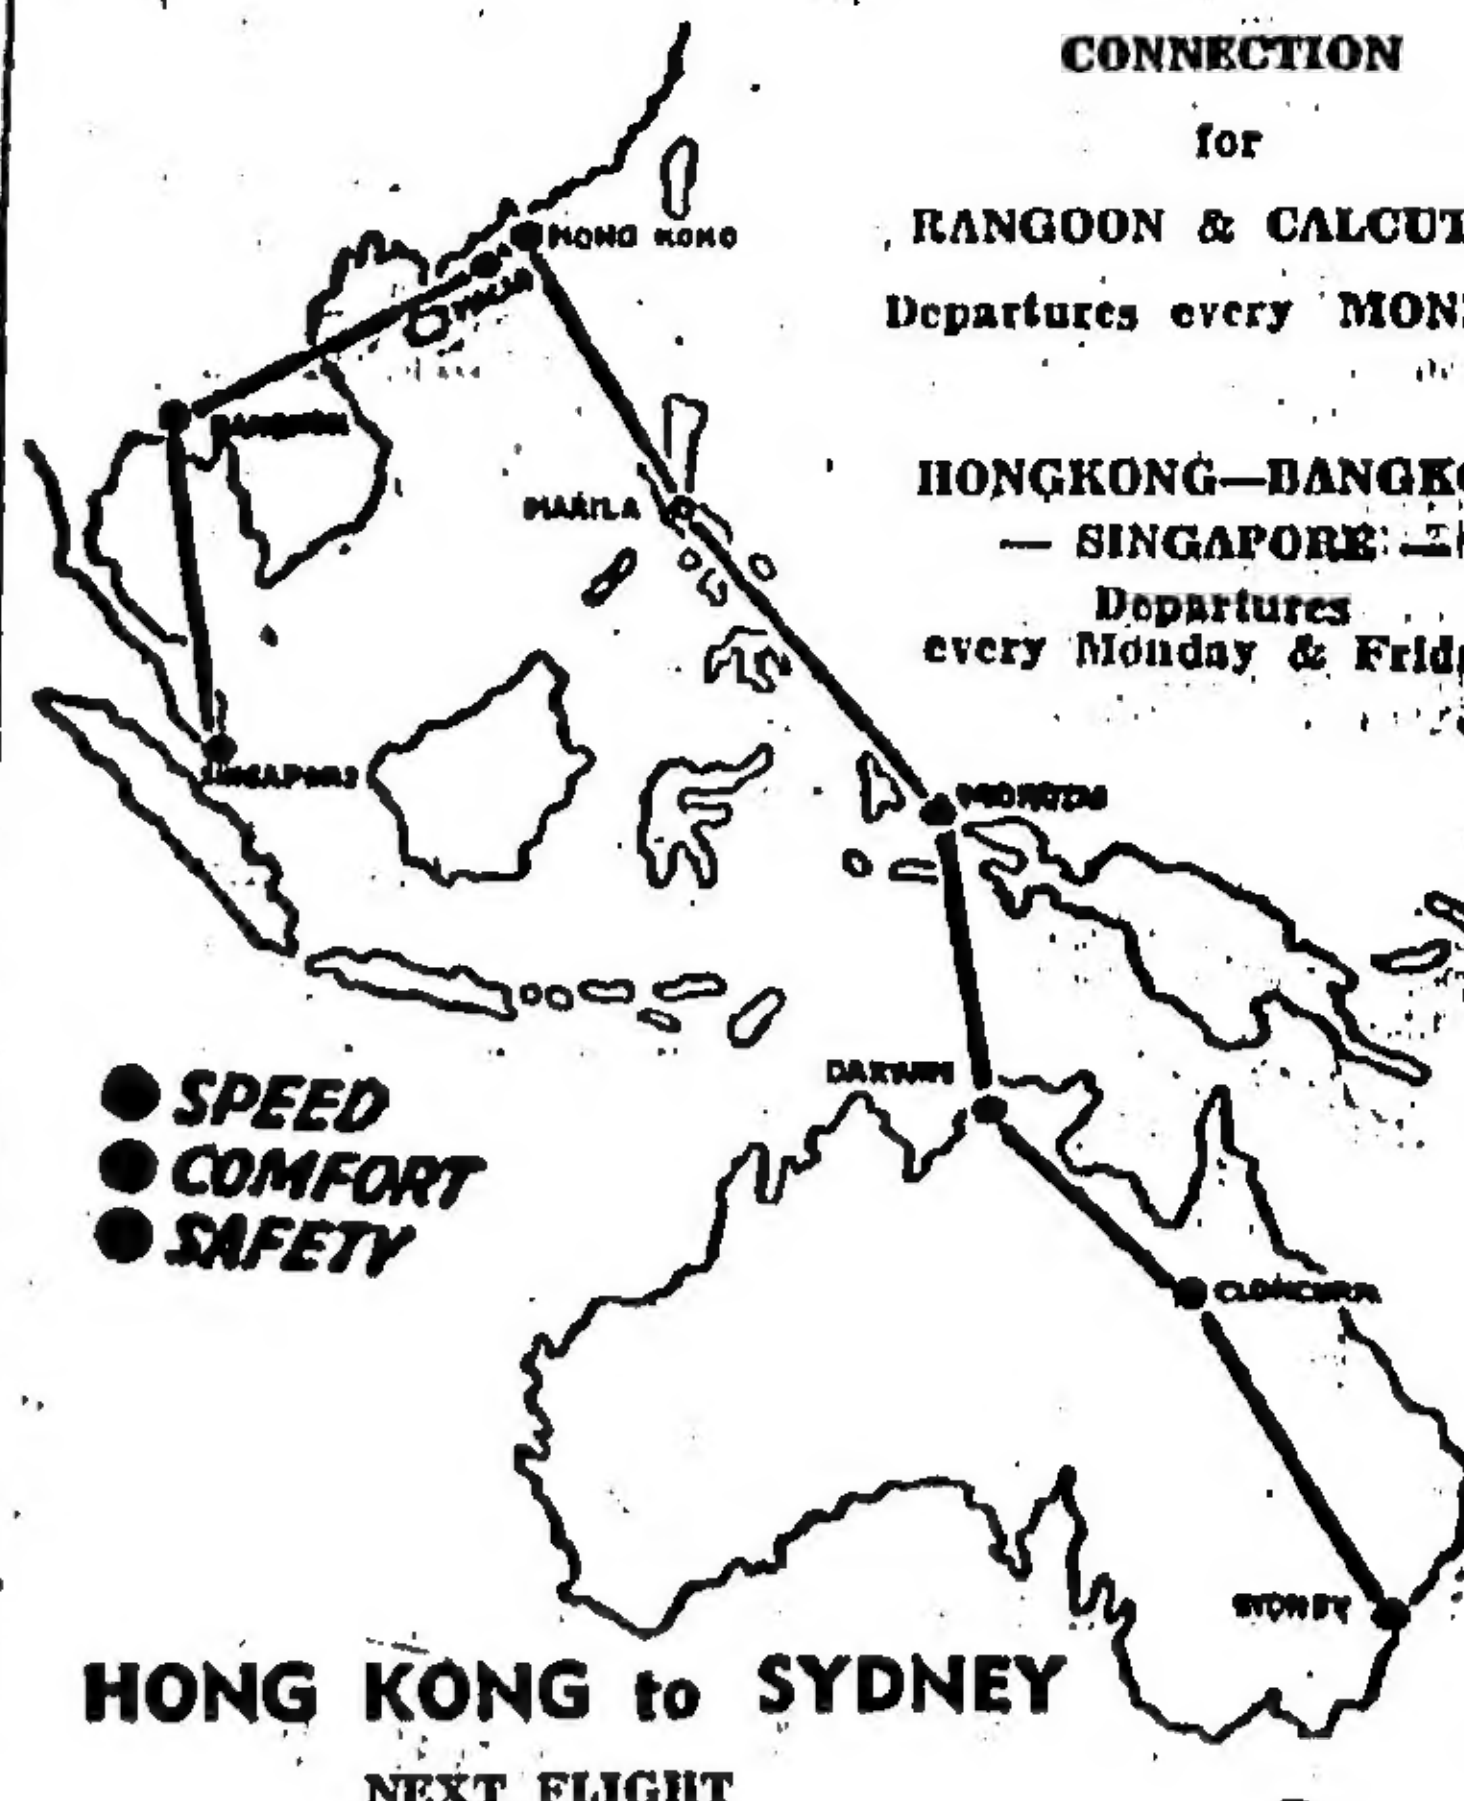 CONNECTION
for
RANGOON & CALCUT
Departures every MON
HONGKONG—BANGK
— SINGAPORE —
Departures
every Monday & Frid
HONG KONG
MANILA
SINGAPORE
DARWIN
SYDNEY
● SPEED
● COMFORT
● SAFETY
HONG KONG to SYDNEY
NEXT FLIGHT